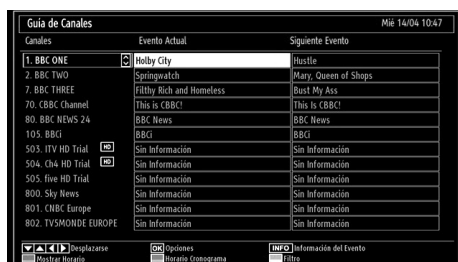 Guía de Canales Mié 14/04 10:47
Canales Evento Actual Siguiente Evento
1. BBC ONE Holby City Hustle
2. BBC TWO Springwatch Mary, Queen of Shops
7. BBC THREE Filthy Rich and Homeless Bust My Ass
70. CBBC Channel This is CBBC! This Is CBBC!
80. BBC NEWS 24 BBC News BBC News
105. BBCi BBCi BBCi
503. ITV HD Trial HD Sin Información Sin Información
504. Ch4 HD Trial HD Sin Información Sin Información
505. five HD Trial Sin Información Sin Información
800. Sky News Sin Información Sin Información
801. CNBC Europe Sin Información Sin Información
802. TV5MONDE EUROPE Sin Información Sin Información
Desplazarse OK Opciones INFO Información del Evento
Mostrar Horario Horario Cronograma Filtro